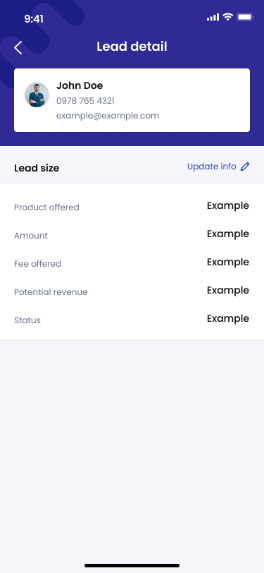 9:41
Lead detail
John Doe
0978 765 4321
example@example.com
Lead size Update info
Product offered Example
Amount Example
Fee offered Example
Potential revenue Example
Status Example